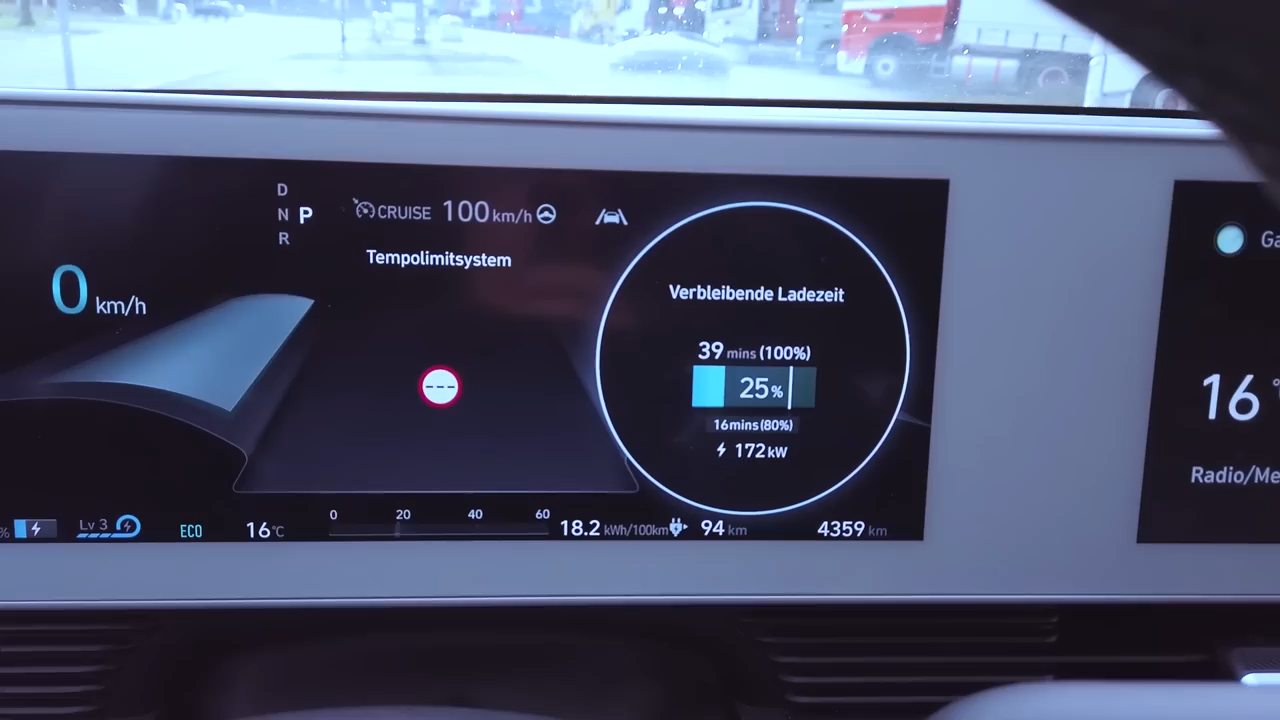 D
N P
R
CRUISE 100 km/h
Tempolimitsystem
0 km/h
---
Verbleibende Ladezeit
39 mins (100%)
25%
16mins (80%)
172 kW
% Lv 3 ECO 16°C
0 20 40 60
18.2 kWh/100km 94 km 4359 km
Ga
16°
Radio/Me